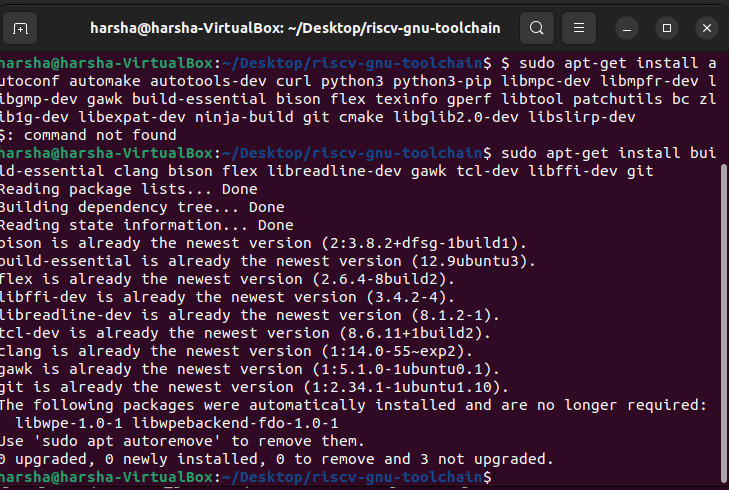 harsha@harsha-VirtualBox: ~/Desktop/riscv-gnu-toolchain
harsha@harsha-VirtualBox:~/Desktop/riscv-gnu-toolchain$ $ sudo apt-get install a
utoconf automake autotools-dev curl python3 python3-pip libmpc-dev libmpfr-dev l
ibgmp-dev gawk build-essential bison flex texinfo gperf libtool patchutils bc zl
ib1g-dev libexpat-dev ninja-build git cmake libglib2.0-dev libslirp-dev
$: command not found
harsha@harsha-VirtualBox:~/Desktop/riscv-gnu-toolchain$ sudo apt-get install bui
ld-essential clang bison flex libreadline-dev gawk tcl-dev libffi-dev git
Reading package lists... Done
Building dependency tree... Done
Reading state information... Done
bison is already the newest version (2:3.8.2+dfsg-1build1).
build-essential is already the newest version (12.9ubuntu3).
flex is already the newest version (2.6.4-8build2).
libffi-dev is already the newest version (3.4.2-4).
libreadline-dev is already the newest version (8.1.2-1).
tcl-dev is already the newest version (8.6.11+1build2).
clang is already the newest version (1:14.0-55~exp2).
gawk is already the newest version (1:5.1.0-1ubuntu0.1).
git is already the newest version (1:2.34.1-1ubuntu1.10).
The following packages were automatically installed and are no longer required:
  libwpe-1.0-1 libwpebackend-fdo-1.0-1
Use 'sudo apt autoremove' to remove them.
0 upgraded, 0 newly installed, 0 to remove and 3 not upgraded.
harsha@harsha-VirtualBox:~/Desktop/riscv-gnu-toolchain$